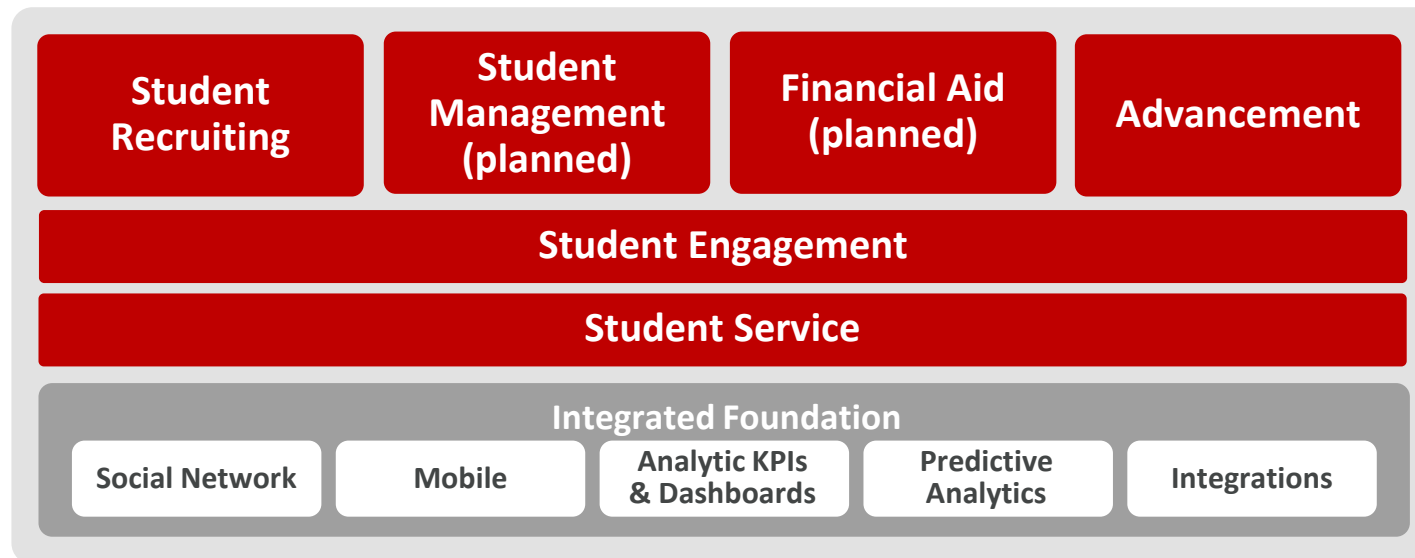 Student
Recruiting
Student
Management
(planned)
Financial Aid
(planned)
Advancement
Student Engagement
Student Service
Integrated Foundation
Social Network
Mobile
Analytic KPIs
& Dashboards
Predictive
Analytics
Integrations